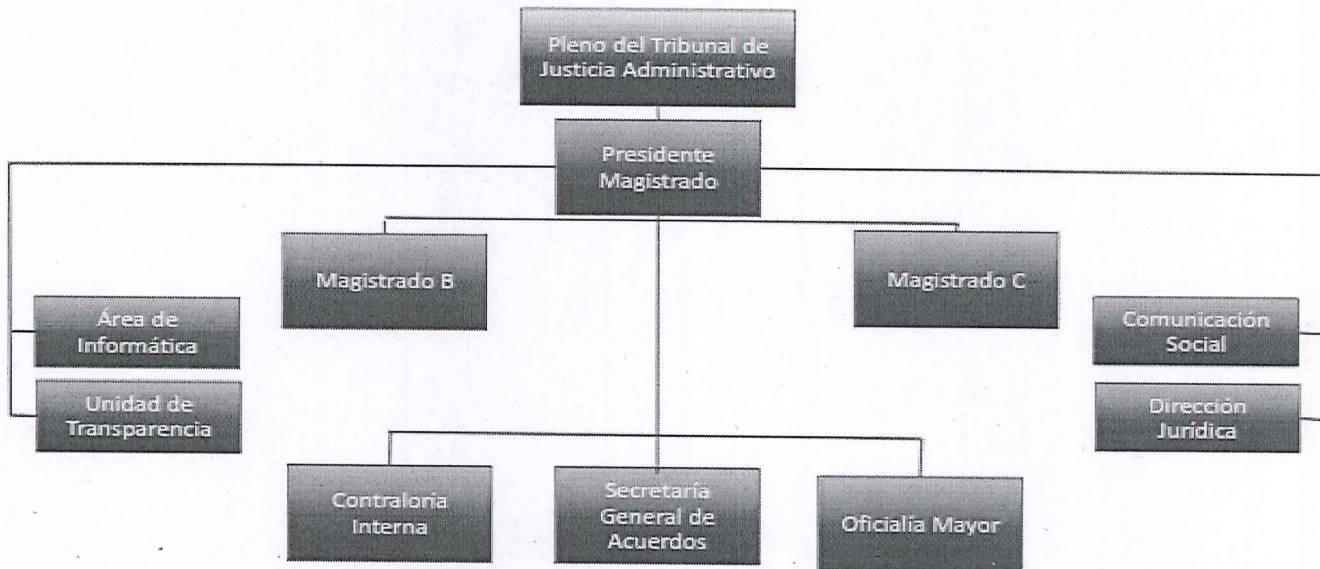 Pleno del Tribunal de
Justicia Administrativo
Presidente
Magistrado
Magistrado B
Magistrado C
Área de
Informática
Comunicación
Social
Unidad de
Transparencia
Dirección
Jurídica
Contraloría
Interna
Secretaría
General de
Acuerdos
Oficialía Mayor